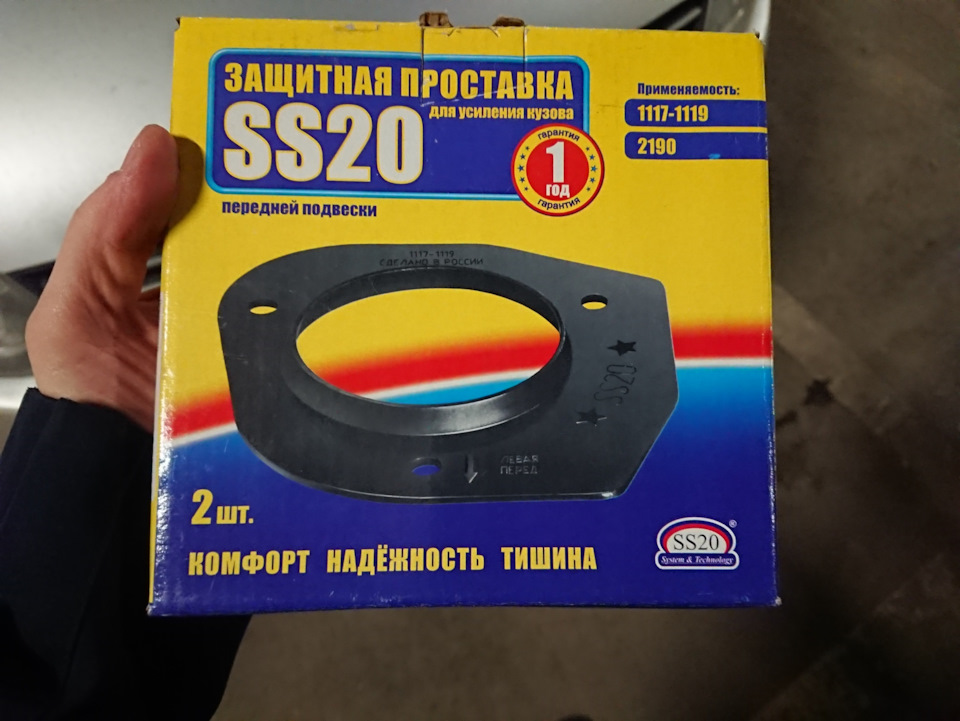 ЗАЩИТНАЯ ПРОСТАВКА
для усиления кузова
SS20
передней подвески
гарантия
1
год
гарантия
Применяемость:
1117-1119
2190
1117-1119
СДЕЛАНО В РОССИИ
SS20
ЛЕВАЯ
ПЕРЕД
2 шт.
КОМФОРТ НАДЁЖНОСТЬ ТИШИНА
SS20
®
System & Technology